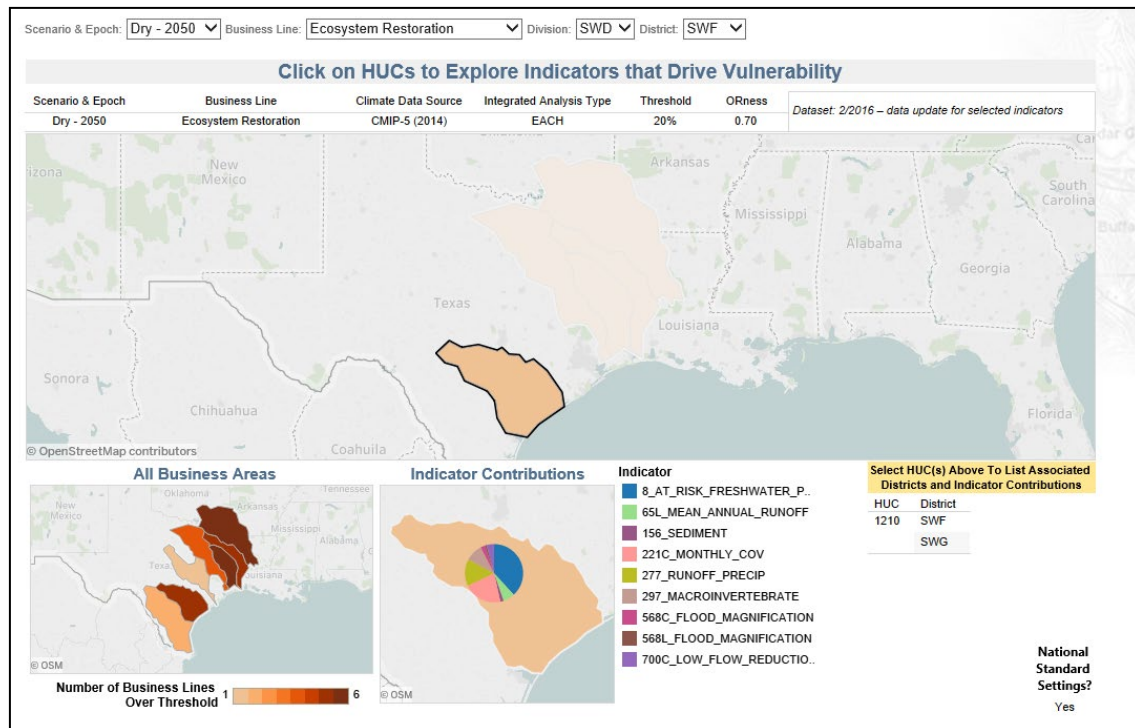 Scenario & Epoch: Dry - 2050 Business Line: Ecosystem Restoration Division: SWD District: SWF
Click on HUCs to Explore Indicators that Drive Vulnerability
Scenario & Epoch Business Line Climate Data Source Integrated Analysis Type Threshold ORness
Dry - 2050 Ecosystem Restoration CMIP-5 (2014) EACH 20% 0.70
Dataset: 2/2016 – data update for selected indicators
Oklahoma
Arkansas
rizona
New
Mexico
South
Carolina
Mississippi
Alabama
Georgia
Texas
Louisiana
Sonora
Chihuahua
Coahuila
Florida
© OpenStreetMap contributors
All Business Areas
Oklahoma
Tennessee
New
Mexico
Arkansas
Mississippi
Alabama
Texas
Louisiana
© OSM
Number of Business Lines
Over Threshold 1 6
Indicator Contributions
© OSM
Indicator
8_AT_RISK_FRESHWATER_P..
65L_MEAN_ANNUAL_RUNOFF
156_SEDIMENT
221C_MONTHLY_COV
277_RUNOFF_PRECIP
297_MACROINVERTEBRATE
568C_FLOOD_MAGNIFICATION
568L_FLOOD_MAGNIFICATION
700C_LOW_FLOW_REDUCTIO..
Select HUC(s) Above To List Associated
Districts and Indicator Contributions
HUC District
1210 SWF
SWG
National
Standard
Settings?
Yes